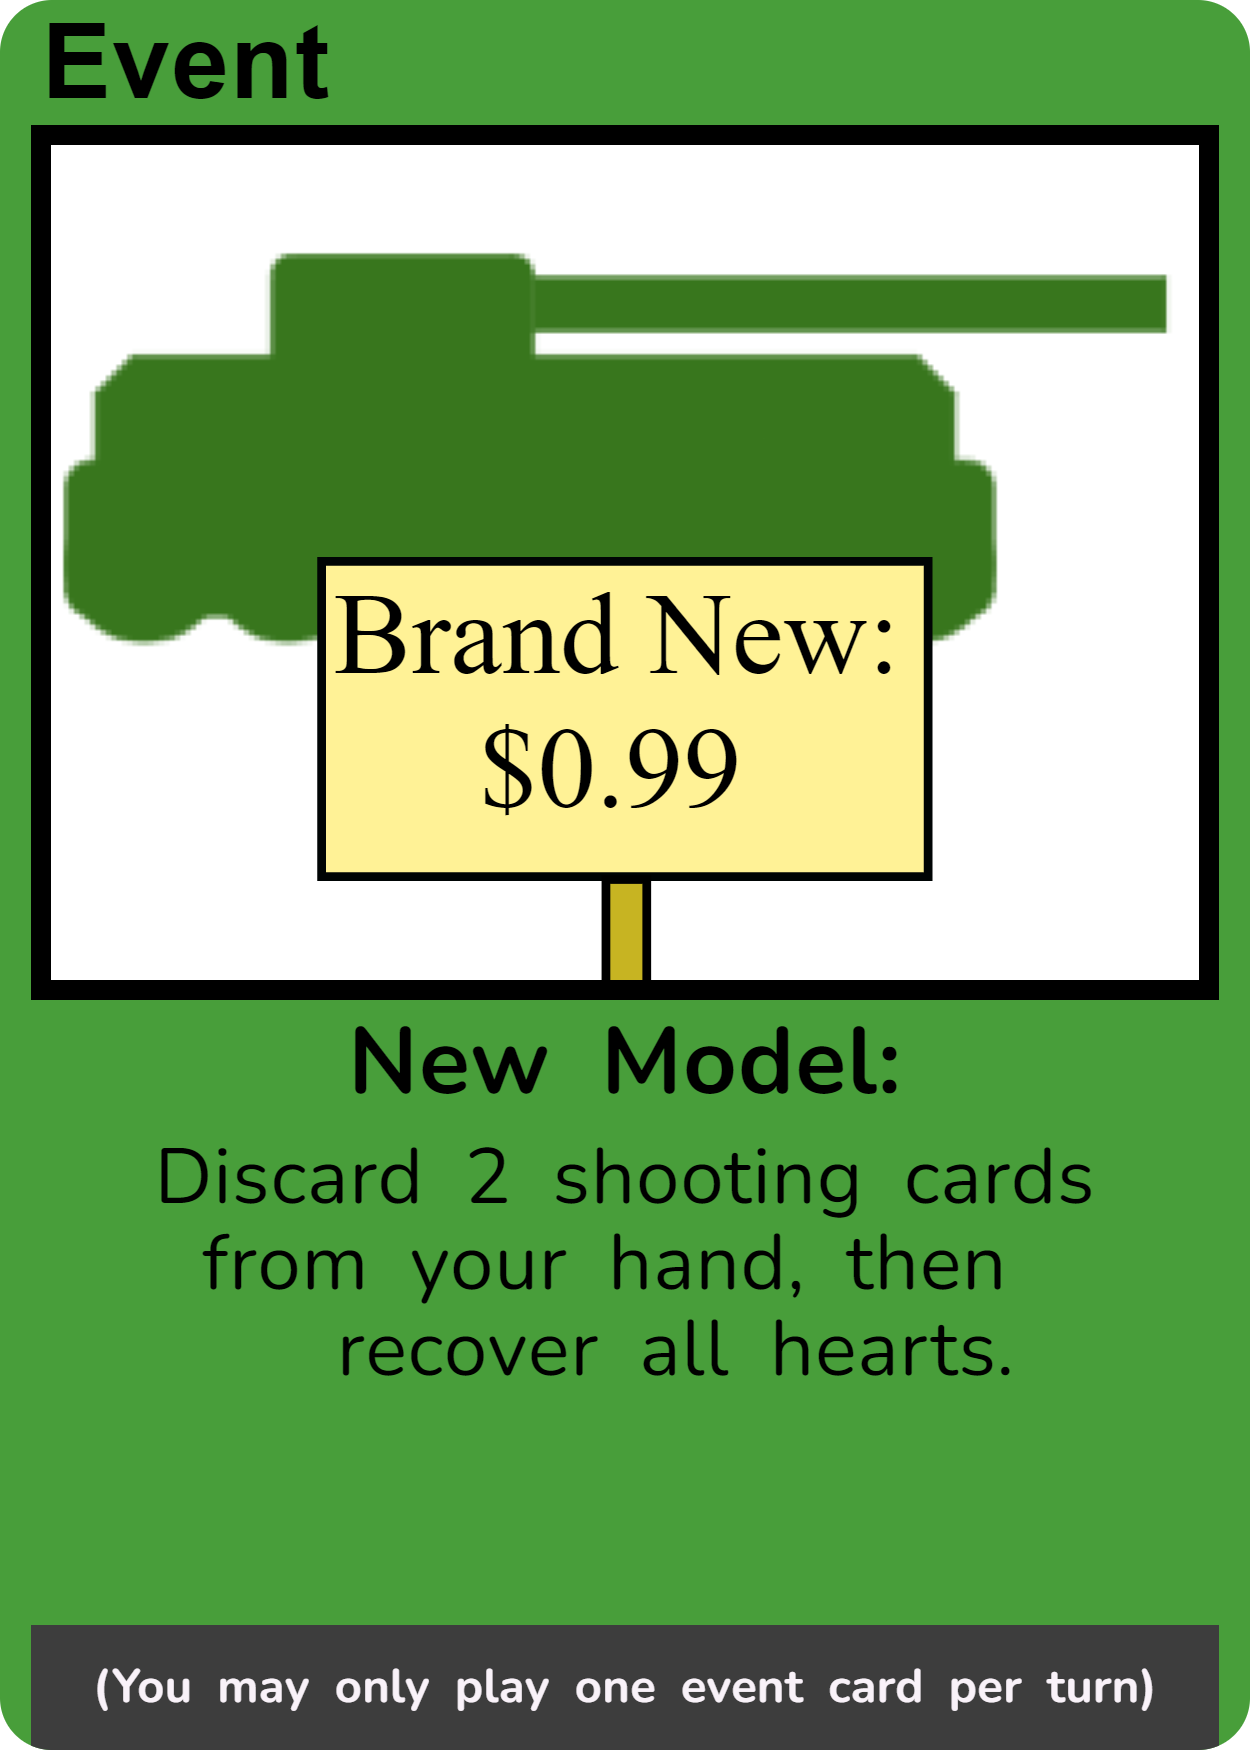 Event
Brand New:
$0.99
New Model:
Discard 2 shooting cards
from your hand, then
recover all hearts.
(You may only play one event card per turn)